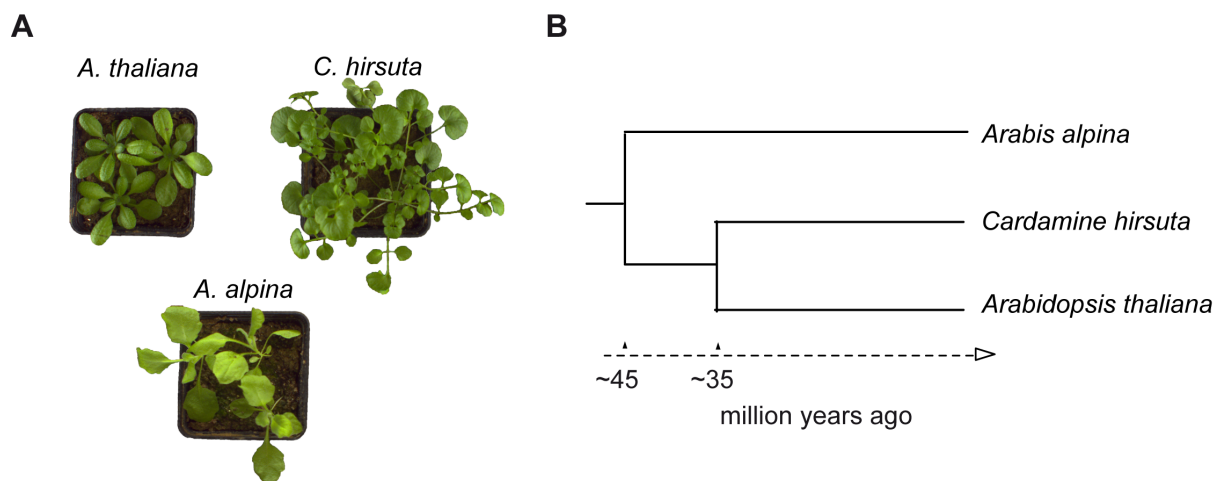 A
A. thaliana
C. hirsuta
A. alpina
B
Arabis alpina
Cardamine hirsuta
Arabidopsis thaliana
~45
~35
million years ago